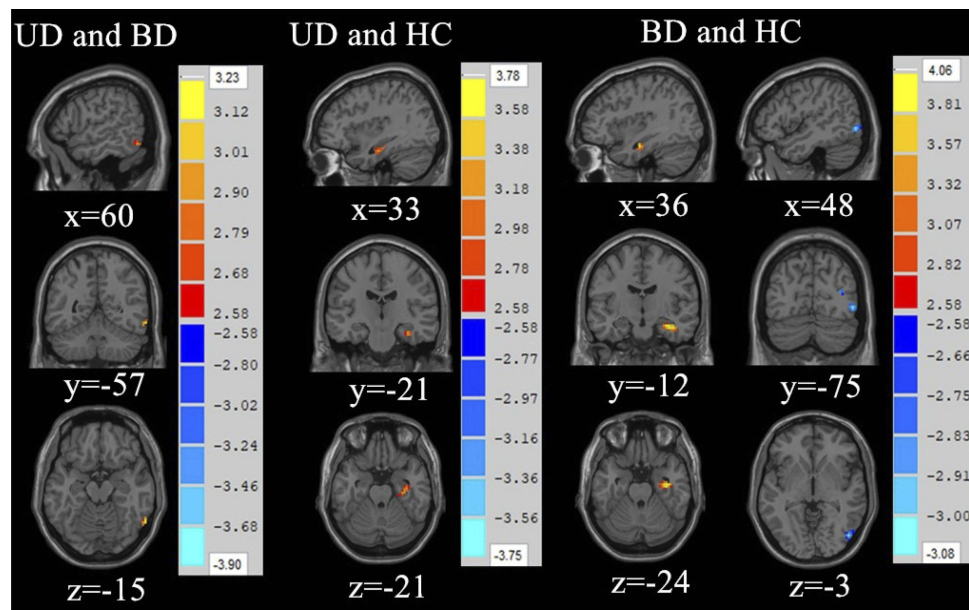 UD and BD
UD and HC
BD and HC
3.23
3.12
3.01
2.90
2.79
2.68
2.58
-2.58
-2.80
-3.02
-3.24
-3.46
-3.68
-3.90
3.78
3.58
3.38
3.18
2.98
2.78
2.58
-2.58
-2.77
-2.97
-3.16
-3.36
-3.56
-3.75
4.06
3.81
3.57
3.32
3.07
2.82
2.58
-2.58
-2.66
-2.75
-2.83
-2.91
-3.00
-3.08
x=60
x=33
x=36
x=48
y=-57
y=-21
y=-12
y=-75
z=-15
z=-21
z=-24
z=-3